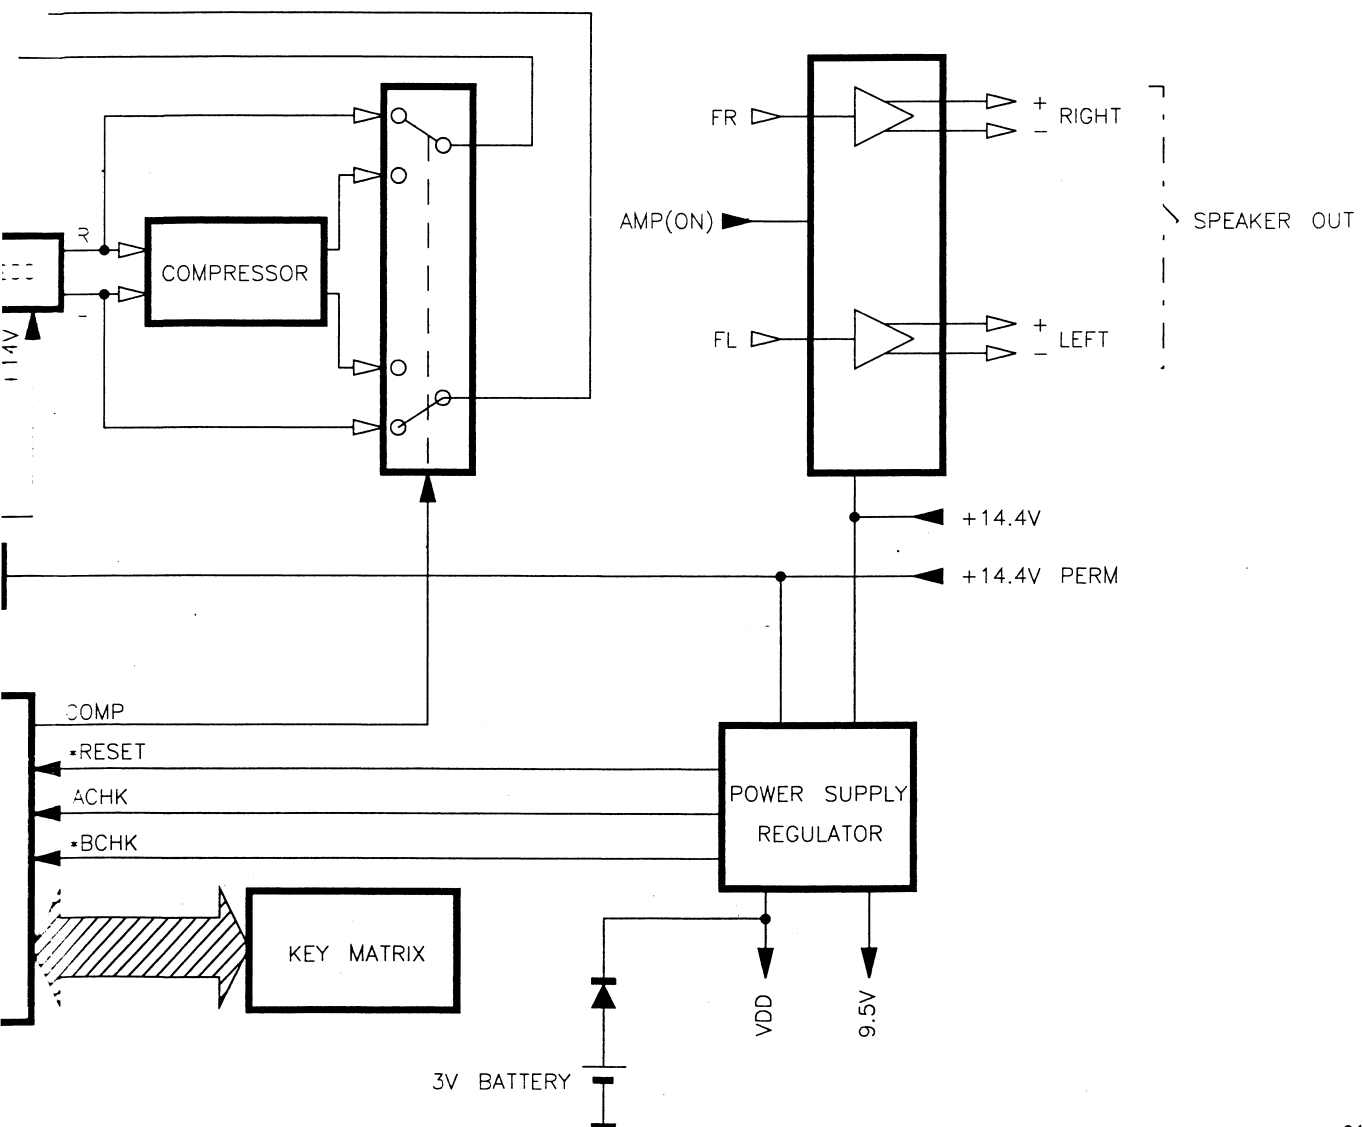 FR
+
RIGHT
−
AMP(ON)
SPEAKER OUT
R
COMPRESSOR
FL
+
LEFT
−
+14.4V
+14.4V PERM
COMP
*RESET
ACHK
*BCHK
POWER SUPPLY
REGULATOR
KEY MATRIX
VDD
9.5V
3V BATTERY